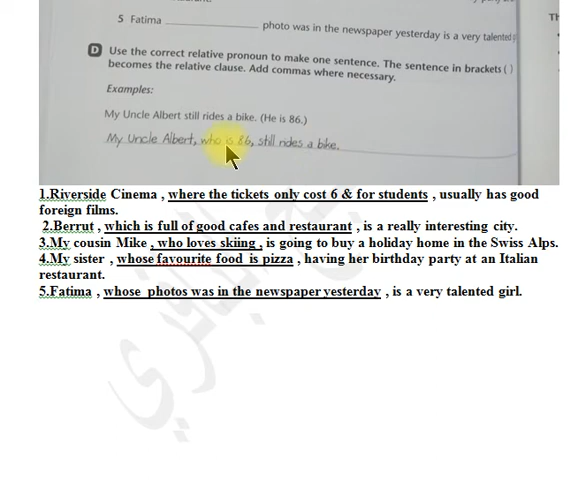 5 Fatima ____________ photo was in the newspaper yesterday is a very talented
TH
D Use the correct relative pronoun to make one sentence. The sentence in brackets ( )
becomes the relative clause. Add commas where necessary.
Examples:
My Uncle Albert still rides a bike. (He is 86.)
My Uncle Albert, who is 86, still rides a bike.
1.Riverside Cinema , where the tickets only cost 6 & for students , usually has good
foreign films.
2.Berrut , which is full of good cafes and restaurant , is a really interesting city.
3.My cousin Mike , who loves skiing , is going to buy a holiday home in the Swiss Alps.
4.My sister , whose favourite food is pizza , having her birthday party at an Italian
restaurant.
5.Fatima , whose photos was in the newspaper yesterday , is a very talented girl.